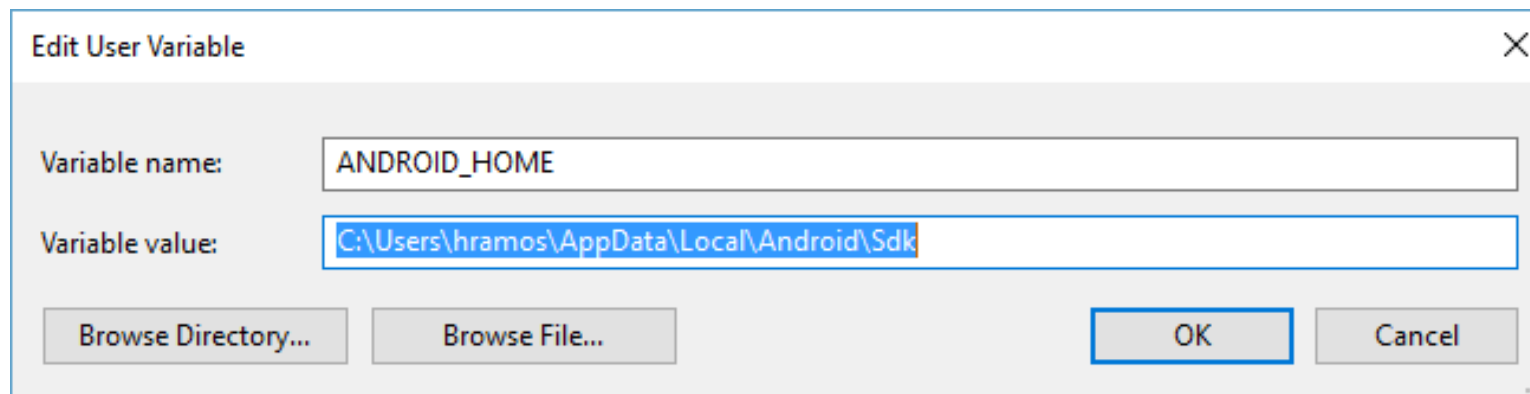 Edit User Variable
Variable name: ANDROID_HOME
Variable value: C:\Users\hramos\AppData\Local\Android\Sdk
Browse Directory... Browse File... OK Cancel